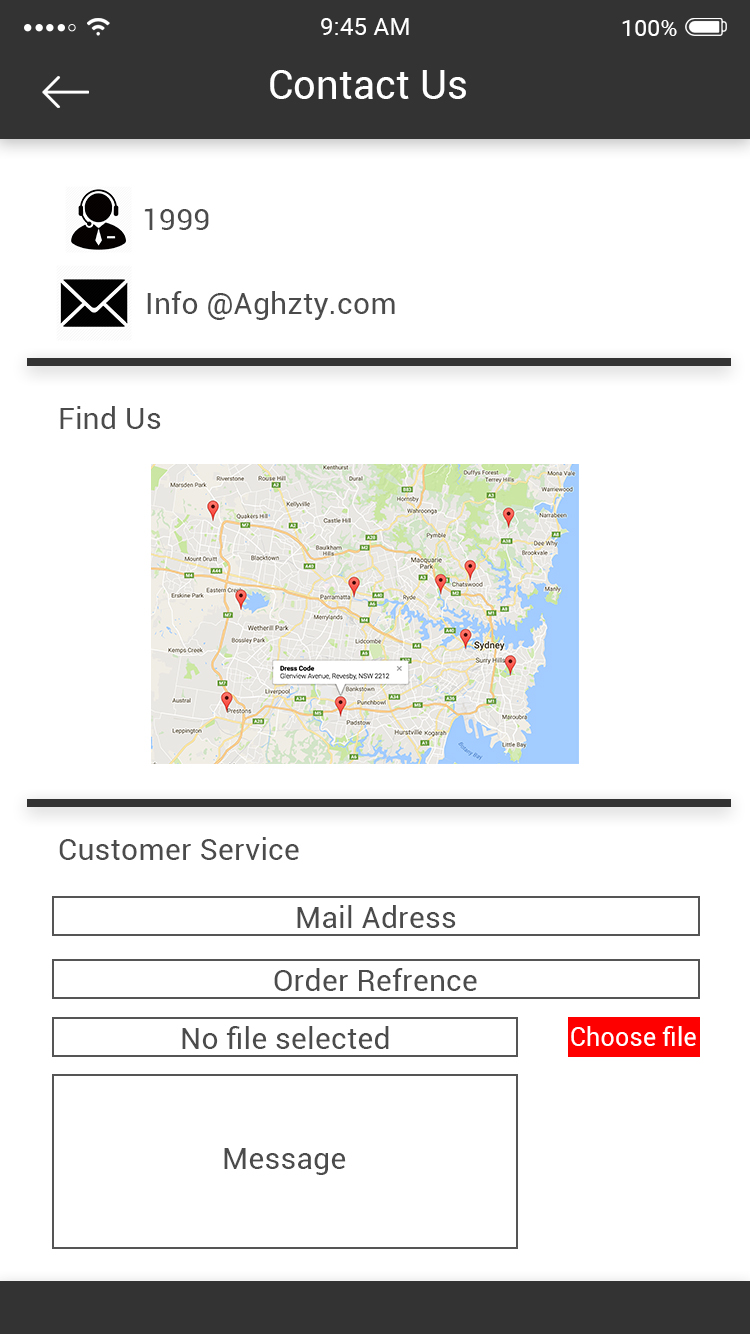 9:45 AM
100%
Contact Us
1999
Info @Aghzty.com
Find Us
Kenthurst
Duffys Forest
Mona Vale
Marsden Park
Riverstone
Rouse Hill
Dural
Terrey Hills
Warriewood
Hornsby
Kellyville
Wahroonga
Quakers Hill
Castle Hill
Narrabeen
Pymble
Dee Why
Baulkham
Hills
Brookvale
Mount Druitt
Blacktown
Macquarie
Park
Chatswood
Manly
Erskine Park
Eastern Creek
Parramatta
Ryde
Merrylands
Wetherill Park
Bossley Park
Lidcombe
Sydney
Kemps Creek
Surry Hills
Dress Code
Glenview Avenue, Revesby, NSW 2212
Liverpool
Bankstown
Austral
Prestons
Punchbowl
Maroubra
Leppington
Padstow
Hurstville
Kogarah
Little Bay
Botany Bay
Customer Service
Mail Adress
Order Refrence
No file selected
Choose file
Message